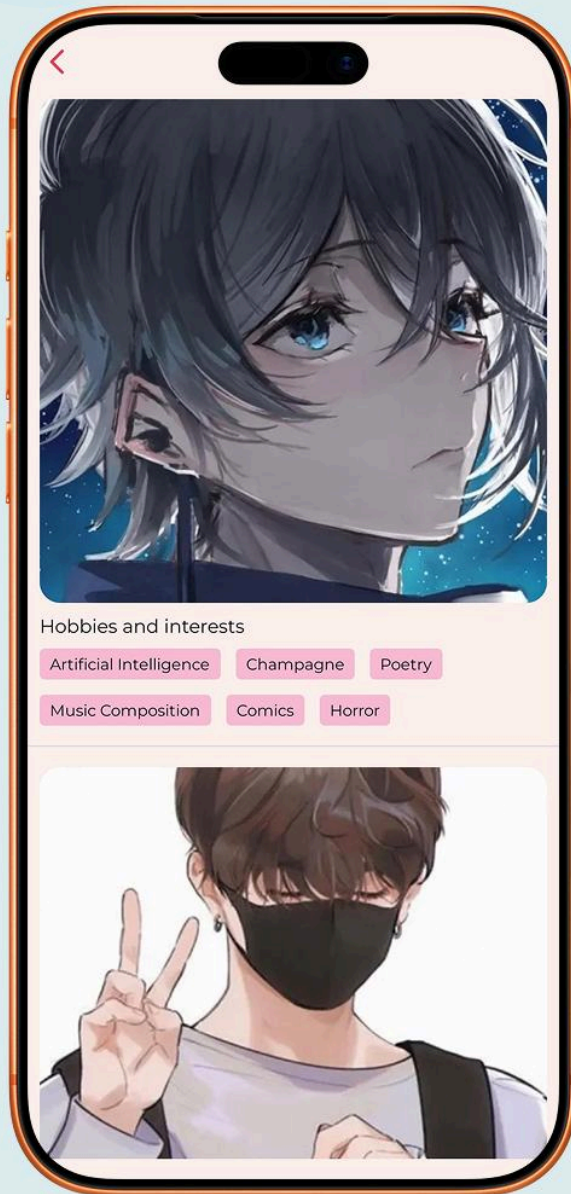 Hobbies and interests
Artificial Intelligence Champagne Poetry
Music Composition Comics Horror